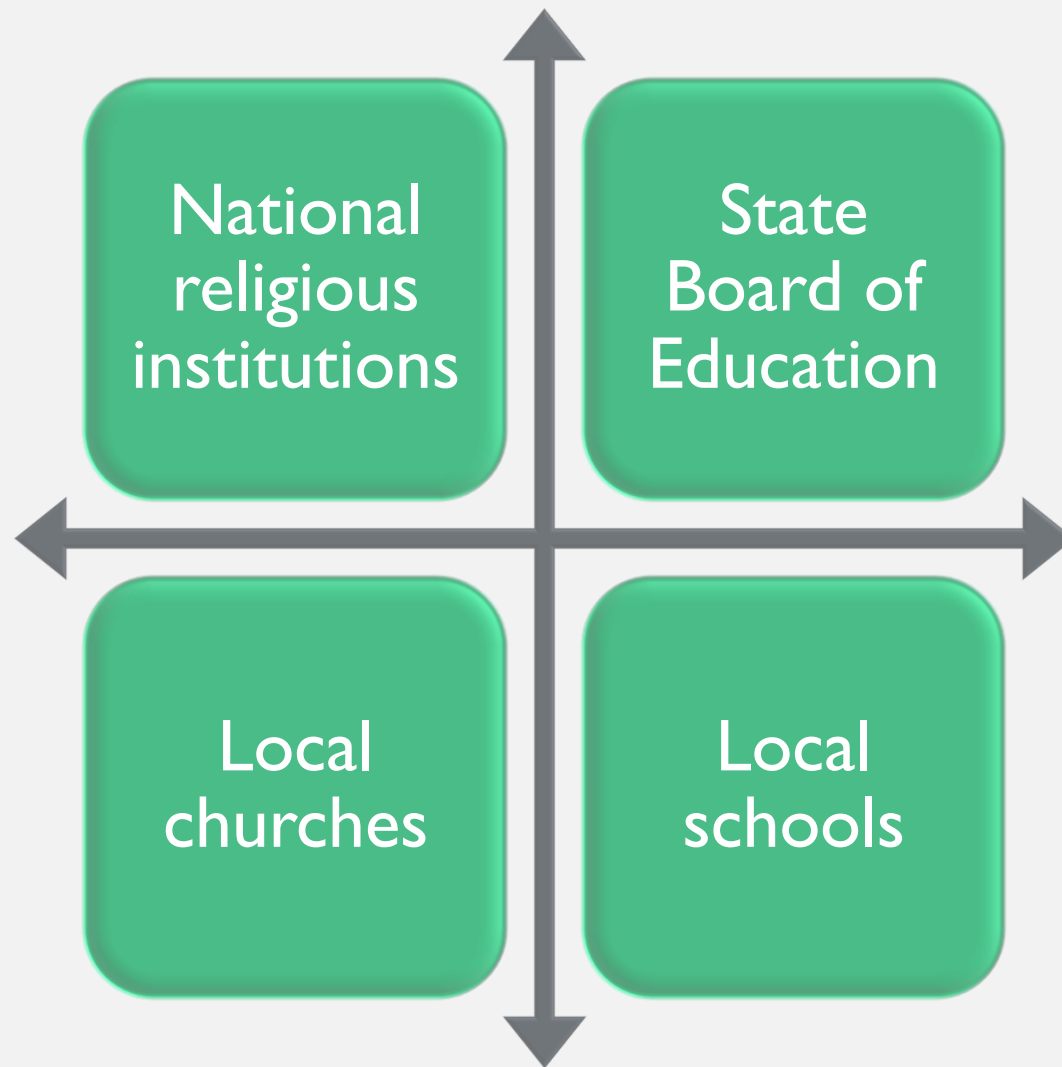 National
religious
institutions
State
Board of
Education
Local
churches
Local
schools